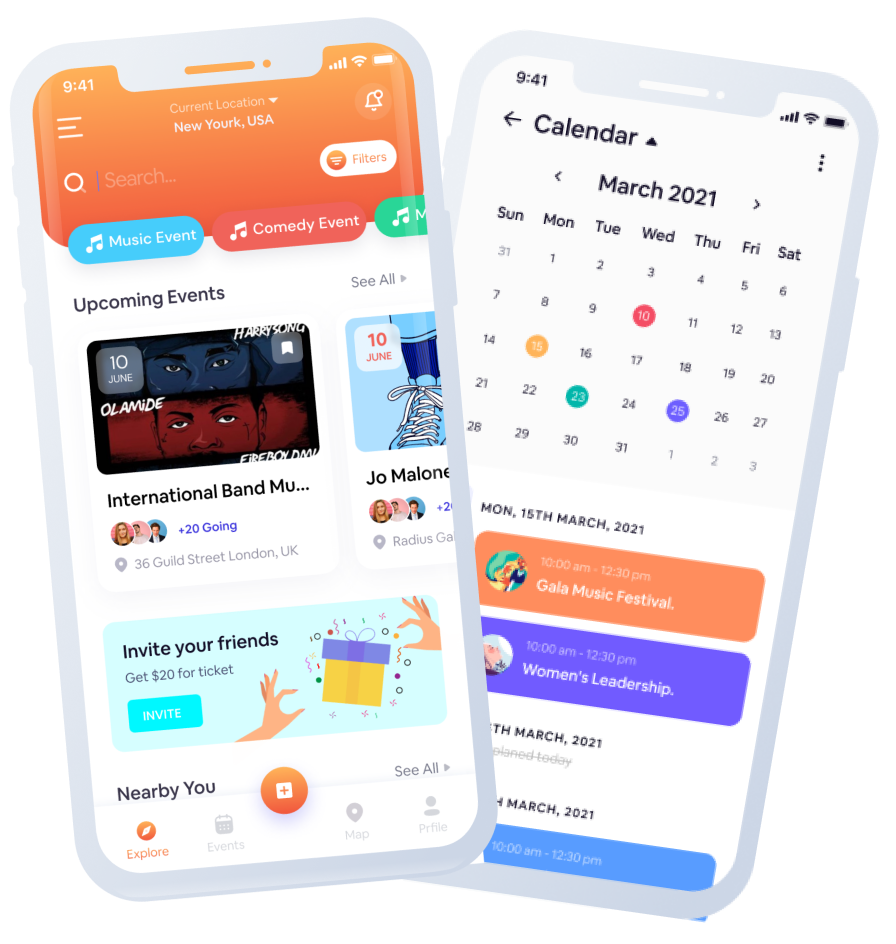 9:41
Current Location
New Yourk, USA
Search...
Filters
Music Event
Comedy Event
M
Upcoming Events
See All
HARRYSONG
10
JUNE
OLAMIDE
FIREBOYDML
International Band Mu...
+20 Going
36 Guild Street London, UK
10
JUNE
Jo Malone
+20
Radius Ga
Invite your friends
Get $20 for ticket
INVITE
Nearby You
See All
Explore
Events
Map
Prfile
9:41
Calendar
March 2021
Sun Mon Tue Wed Thu Fri Sat
31 1 2 3 4 5 6
7 8 9 10 11 12 13
14 15 16 17 18 19 20
21 22 23 24 25 26 27
28 29 30 31 1 2 3
MON, 15TH MARCH, 2021
10:00 am - 12:30 pm
Gala Music Festival.
10:00 am - 12:30 pm
Women's Leadership.
TH MARCH, 2021
planed today
H MARCH, 2021
10:00 am - 12:30 pm